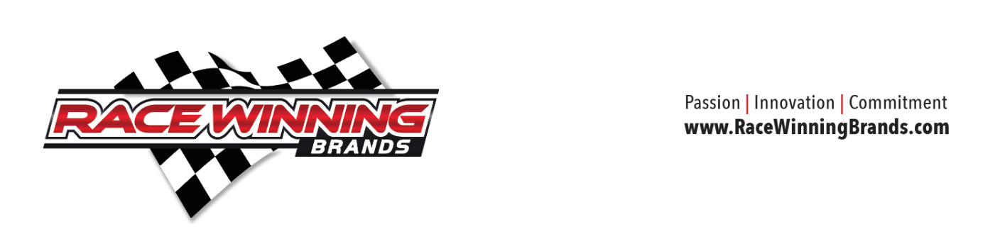 RACE WINNING
BRANDS
Passion | Innovation | Commitment
www.RaceWinningBrands.com